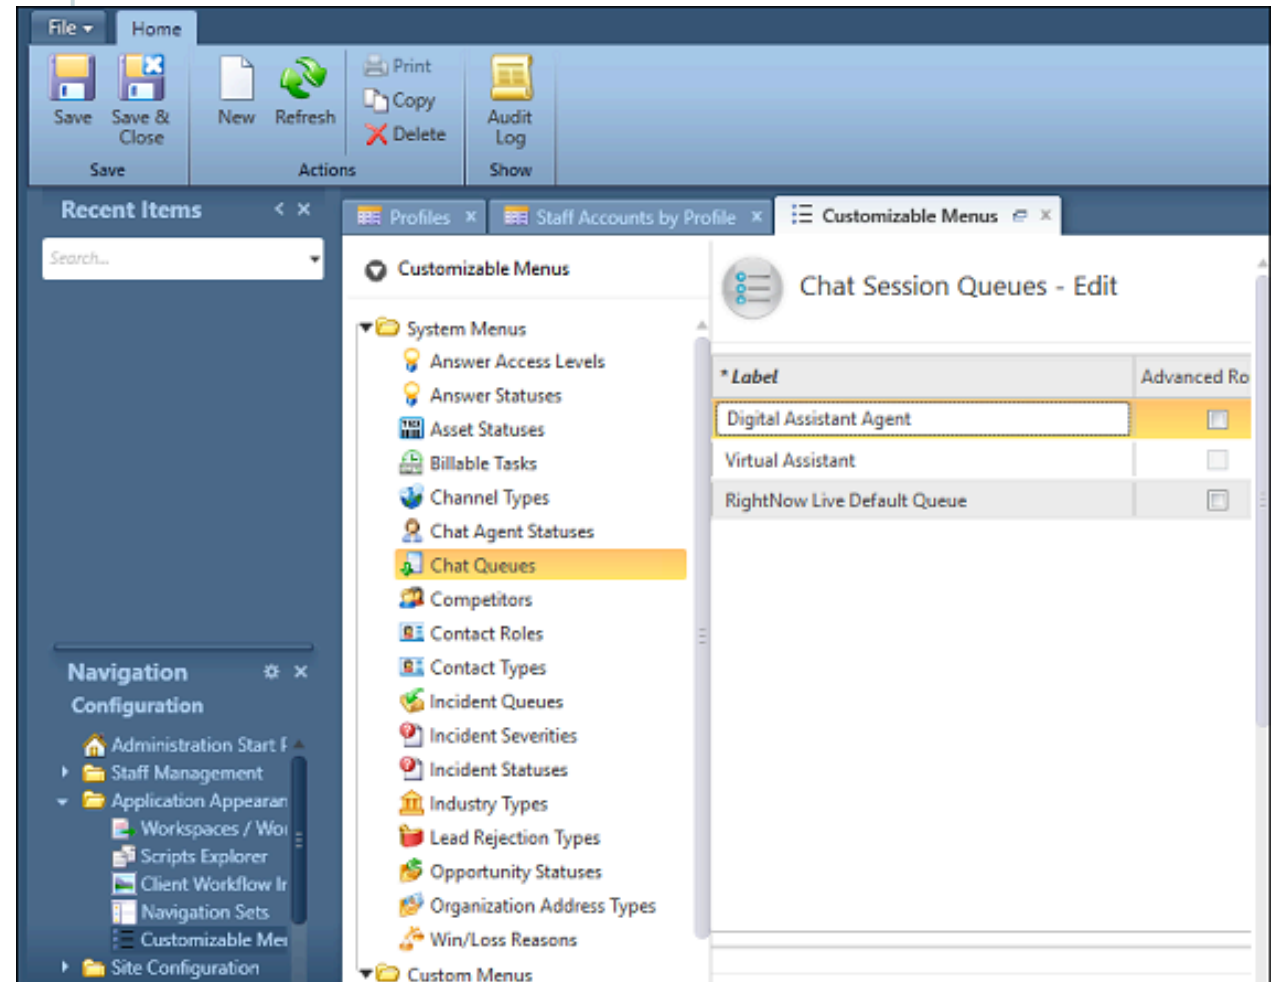 File
Home
Save
Save &
Close
New
Refresh
Print
Copy
Delete
Audit
Log
Save
Actions
Show
Recent Items
Search...
Profiles
Staff Accounts by Profile
Customizable Menus
Customizable Menus
System Menus
Answer Access Levels
Answer Statuses
Asset Statuses
Billable Tasks
Channel Types
Chat Agent Statuses
Chat Queues
Competitors
Contact Roles
Contact Types
Incident Queues
Incident Severities
Incident Statuses
Industry Types
Lead Rejection Types
Opportunity Statuses
Organization Address Types
Win/Loss Reasons
Custom Menus
Chat Session Queues - Edit
* Label
Advanced Ro
Digital Assistant Agent
Virtual Assistant
RightNow Live Default Queue
Navigation
Configuration
Administration Start
Staff Management
Application Appearan
Workspaces / Wor
Scripts Explorer
Client Workflow Ir
Navigation Sets
Customizable Me
Site Configuration